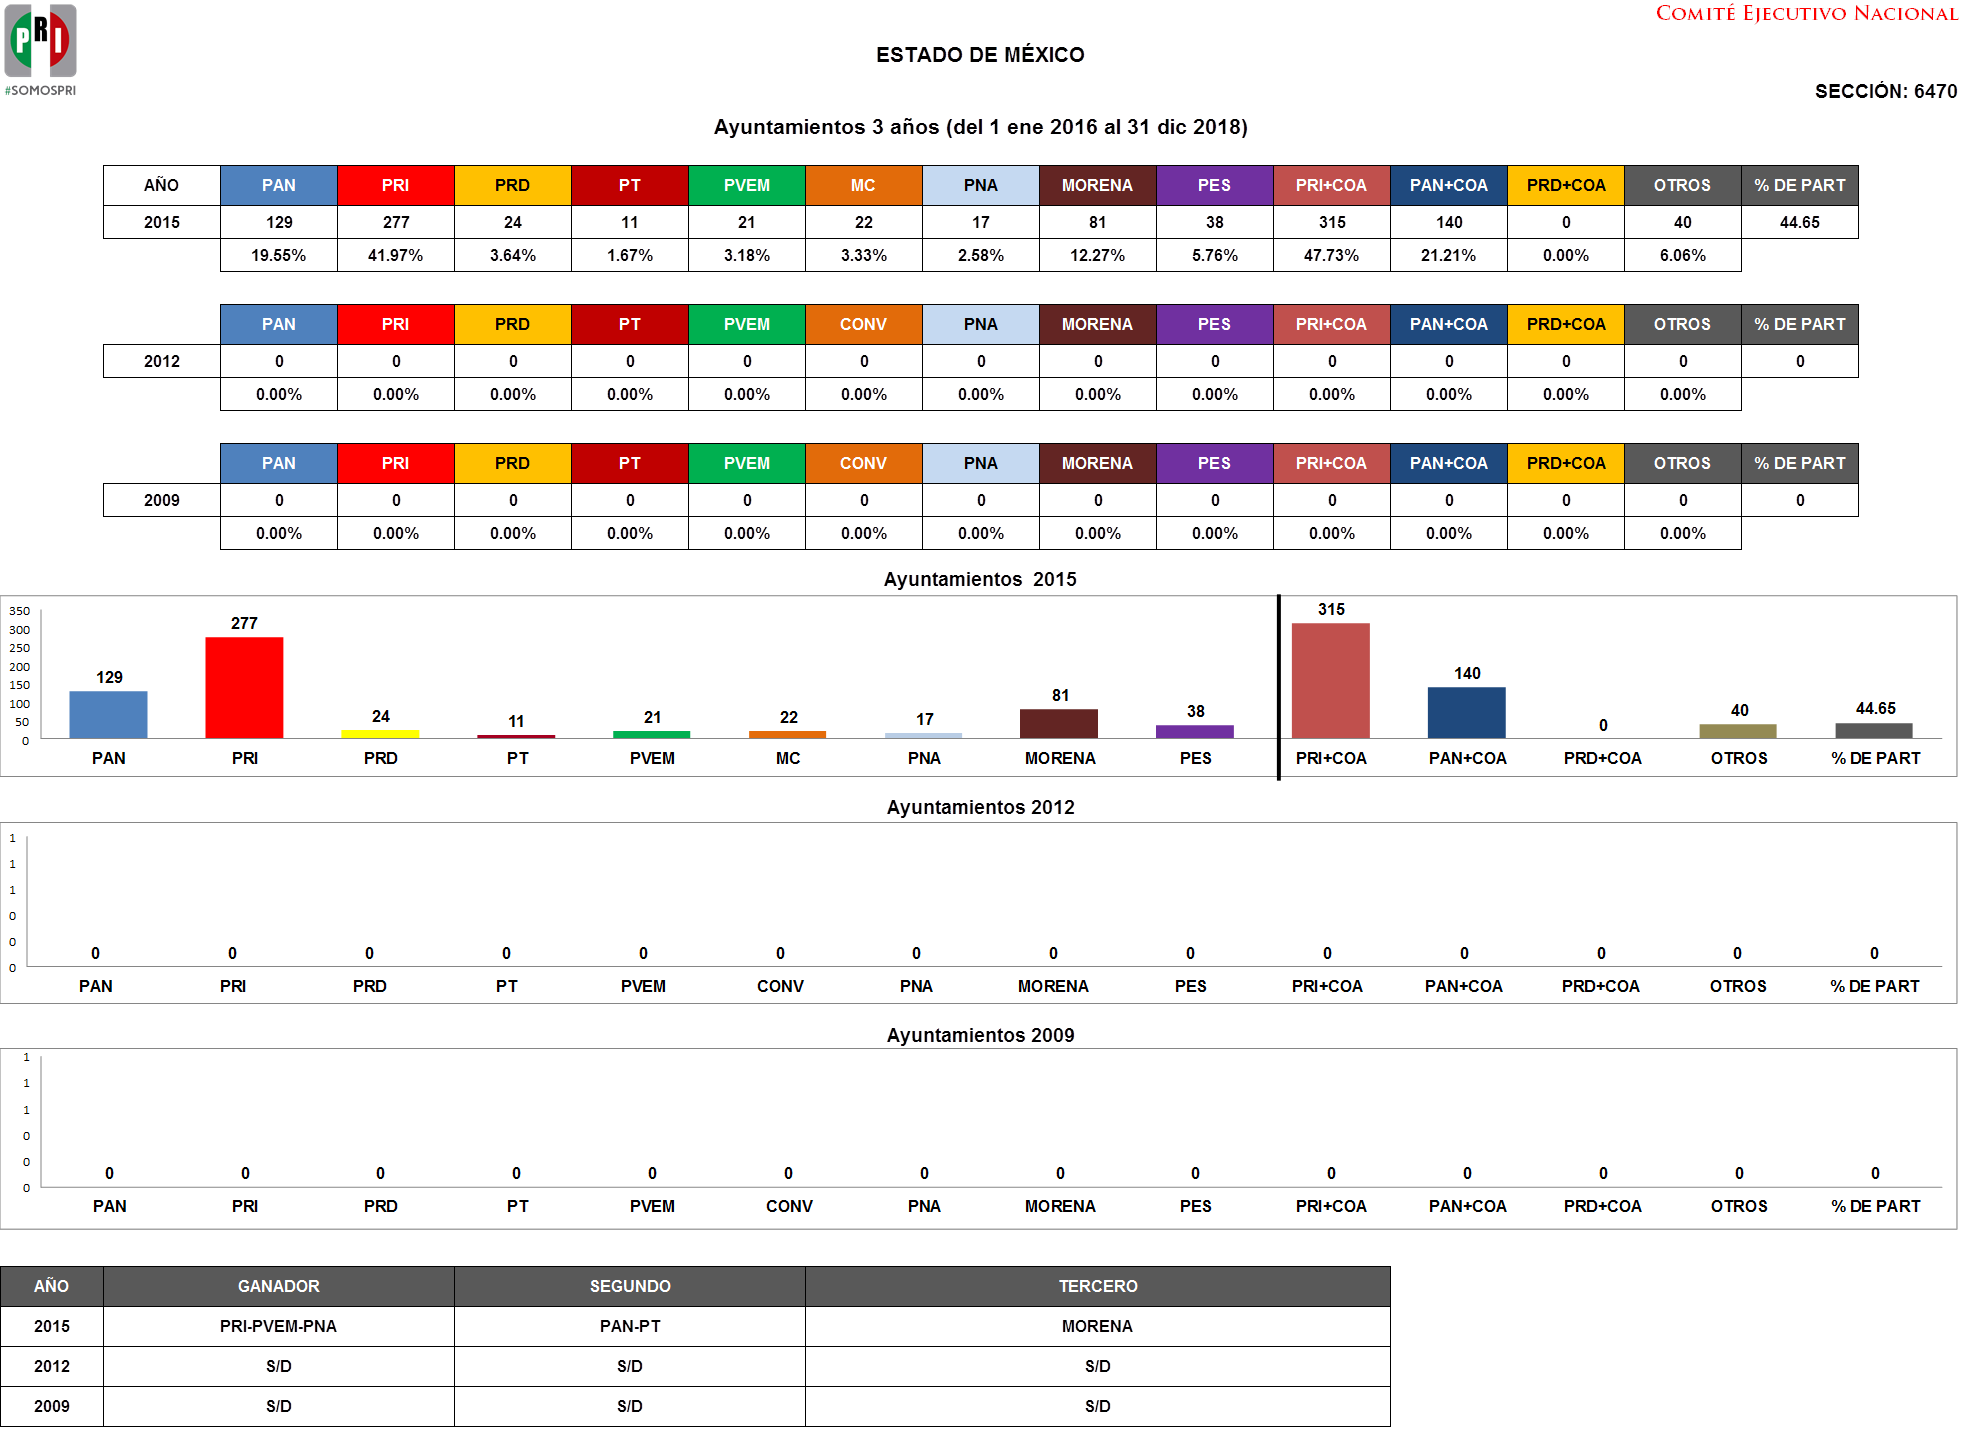 COMITÉ EJECUTIVO NACIONAL
PRI
#SOMOSPRI
ESTADO DE MÉXICO
SECCIÓN: 6470
Ayuntamientos 3 años (del 1 ene 2016 al 31 dic 2018)
AÑO PAN PRI PRD PT PVEM MC PNA MORENA PES PRI+COA PAN+COA PRD+COA OTROS % DE PART
2015 129 277 24 11 21 22 17 81 38 315 140 0 40 44.65
19.55% 41.97% 3.64% 1.67% 3.18% 3.33% 2.58% 12.27% 5.76% 47.73% 21.21% 0.00% 6.06%
PAN PRI PRD PT PVEM CONV PNA MORENA PES PRI+COA PAN+COA PRD+COA OTROS % DE PART
2012 0 0 0 0 0 0 0 0 0 0 0 0 0 0
0.00% 0.00% 0.00% 0.00% 0.00% 0.00% 0.00% 0.00% 0.00% 0.00% 0.00% 0.00% 0.00%
PAN PRI PRD PT PVEM CONV PNA MORENA PES PRI+COA PAN+COA PRD+COA OTROS % DE PART
2009 0 0 0 0 0 0 0 0 0 0 0 0 0 0
0.00% 0.00% 0.00% 0.00% 0.00% 0.00% 0.00% 0.00% 0.00% 0.00% 0.00% 0.00% 0.00%
Ayuntamientos 2015
350
300
250
200
150
100
50
0
129 277 24 11 21 22 17 81 38 315 140 0 40 44.65
PAN PRI PRD PT PVEM MC PNA MORENA PES PRI+COA PAN+COA PRD+COA OTROS % DE PART
Ayuntamientos 2012
1
1
1
0
0
0
0 0 0 0 0 0 0 0 0 0 0 0 0 0
PAN PRI PRD PT PVEM CONV PNA MORENA PES PRI+COA PAN+COA PRD+COA OTROS % DE PART
Ayuntamientos 2009
1
1
1
0
0
0
0 0 0 0 0 0 0 0 0 0 0 0 0 0
PAN PRI PRD PT PVEM CONV PNA MORENA PES PRI+COA PAN+COA PRD+COA OTROS % DE PART
AÑO GANADOR SEGUNDO TERCERO
2015 PRI-PVEM-PNA PAN-PT MORENA
2012 S/D S/D S/D
2009 S/D S/D S/D